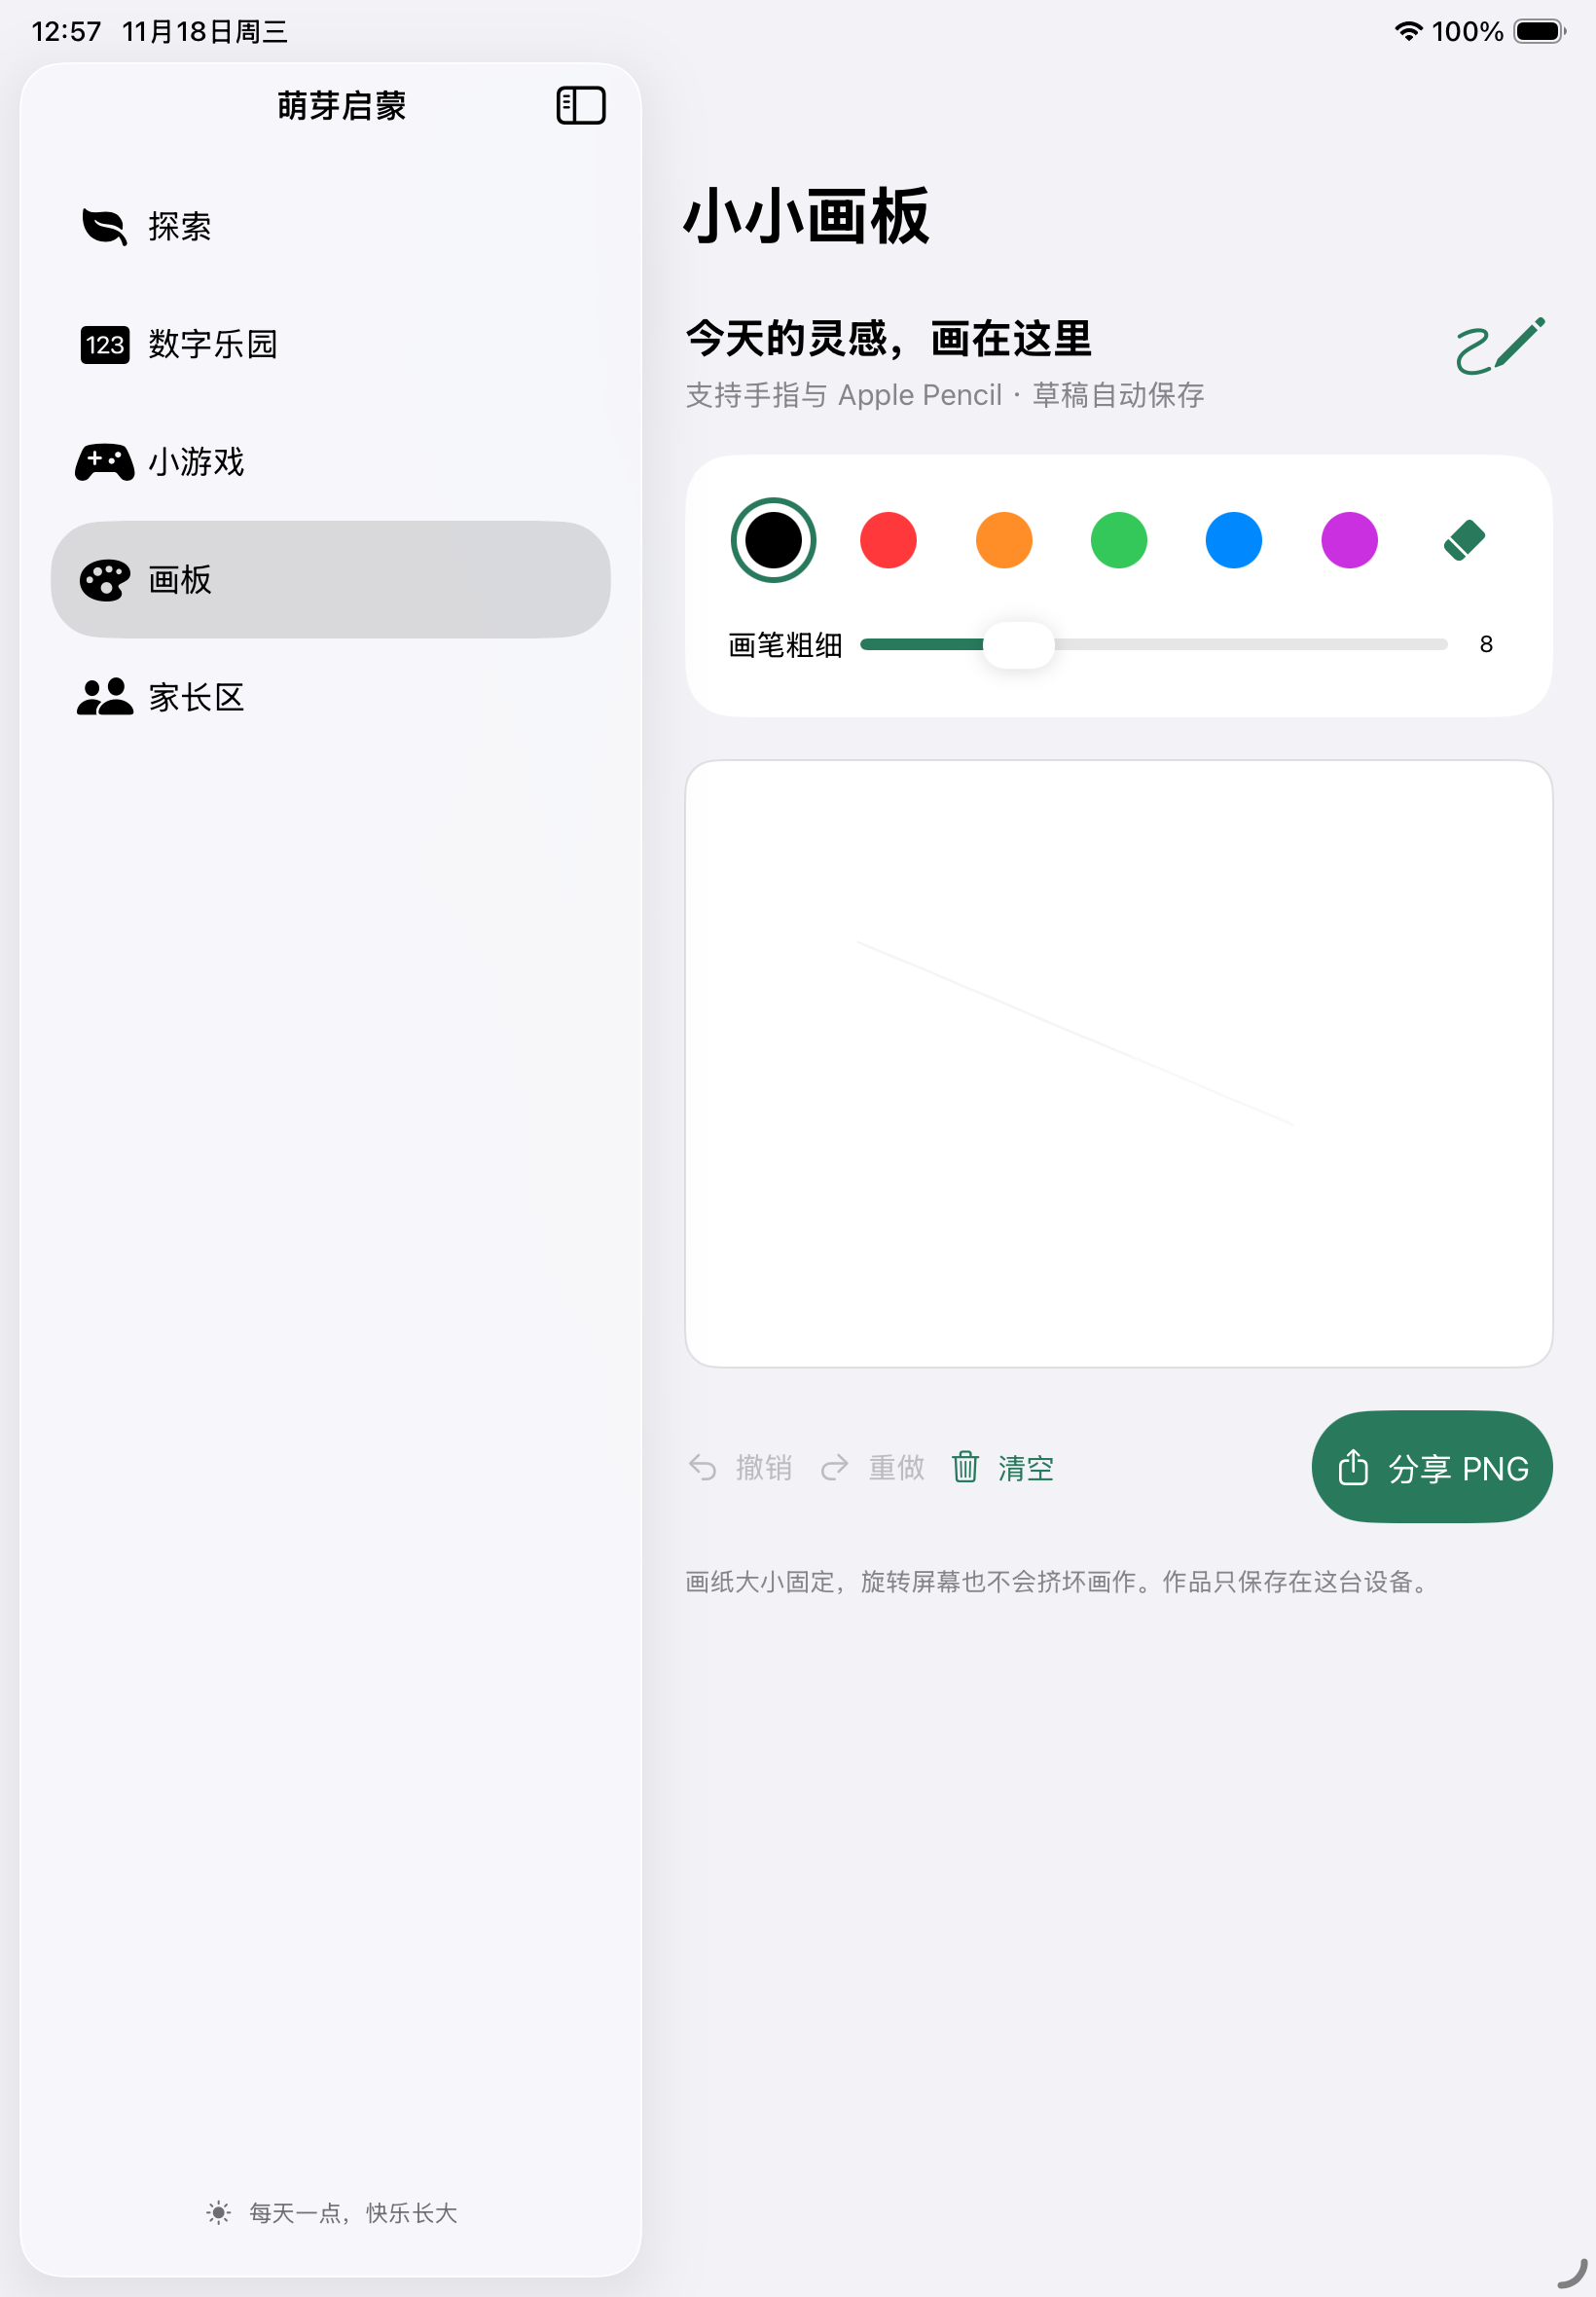 12:57 11月18日周三
100%
萌芽启蒙
探索
123 数字乐园
小游戏
画板
家长区
每天一点，快乐长大
小小画板
今天的灵感，画在这里
支持手指与 Apple Pencil · 草稿自动保存
画笔粗细 8
撤销 重做 清空 分享 PNG
画纸大小固定，旋转屏幕也不会挤坏画作。作品只保存在这台设备。